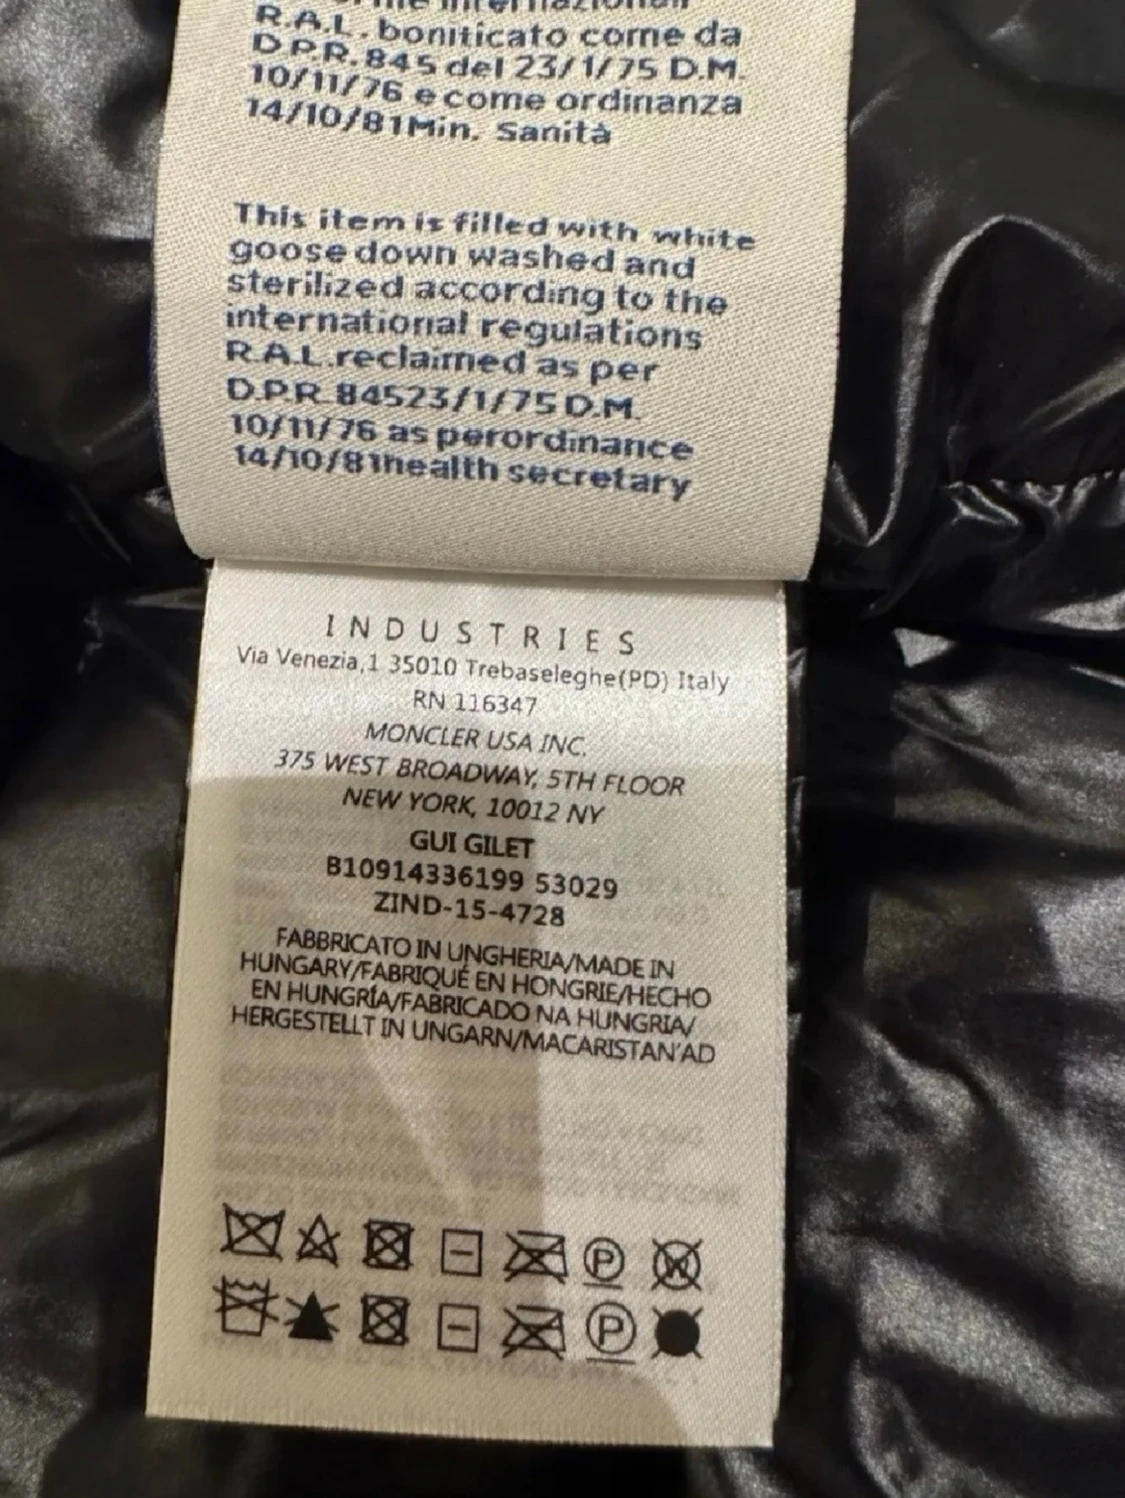 R.A.L. boniticato come da
D.P.R.845 del 23/1/75 D.M.
10/11/76 e come ordinanza
14/10/81Min. Sanità
This item is filled with white
goose down washed and
sterilized according to the
international regulations
R.A.L.reclaimed as per
D.P.R.84523/1/75 D.M.
10/11/76 as perordinance
14/10/81health secretary
INDUSTRIES
Via Venezia,1 35010 Trebaseleghe(PD) Italy
RN 116347
MONCLER USA INC.
375 WEST BROADWAY, 5TH FLOOR
NEW YORK, 10012 NY
GUI GILET
B10914336199 53029
ZIND-15-4728
FABBRICATO IN UNGHERIA/MADE IN
HUNGARY/FABRIQUÉ EN HONGRIE/HECHO
EN HUNGRÍA/FABRICADO NA HUNGRIA/
HERGESTELLT IN UNGARN/MACARISTAN'AD
P W
P